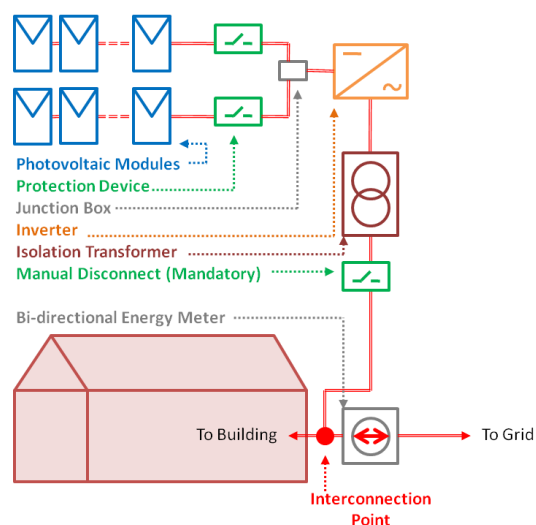 Photovoltaic Modules
Protection Device
Junction Box
Inverter
Isolation Transformer
Manual Disconnect (Mandatory)
Bi-directional Energy Meter
To Building
To Grid
Interconnection
Point